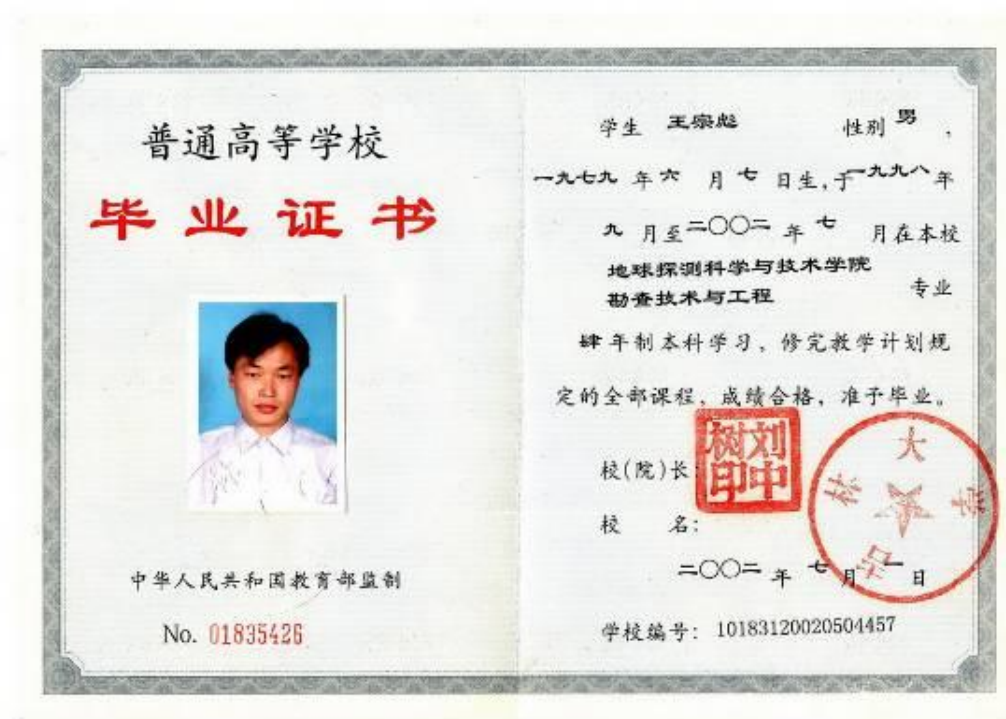 普通高等学校
毕业证书
中华人民共和国教育部监制
No. 01835426
学生 王宗彪 性别 男，
一九七九 年 六 月 七 日生，于 一九九八 年
九 月至 二〇〇二 年 七 月在本校
地球探测科学与技术学院
勘查技术与工程 专业
肆 年制本科学习，修完教学计划规
定的全部课程，成绩合格，准予毕业。
校(院)长：
刘中树印
校 名：
吉林大学
二〇〇二 年 七 月 一 日
学校编号： 10183120020504457